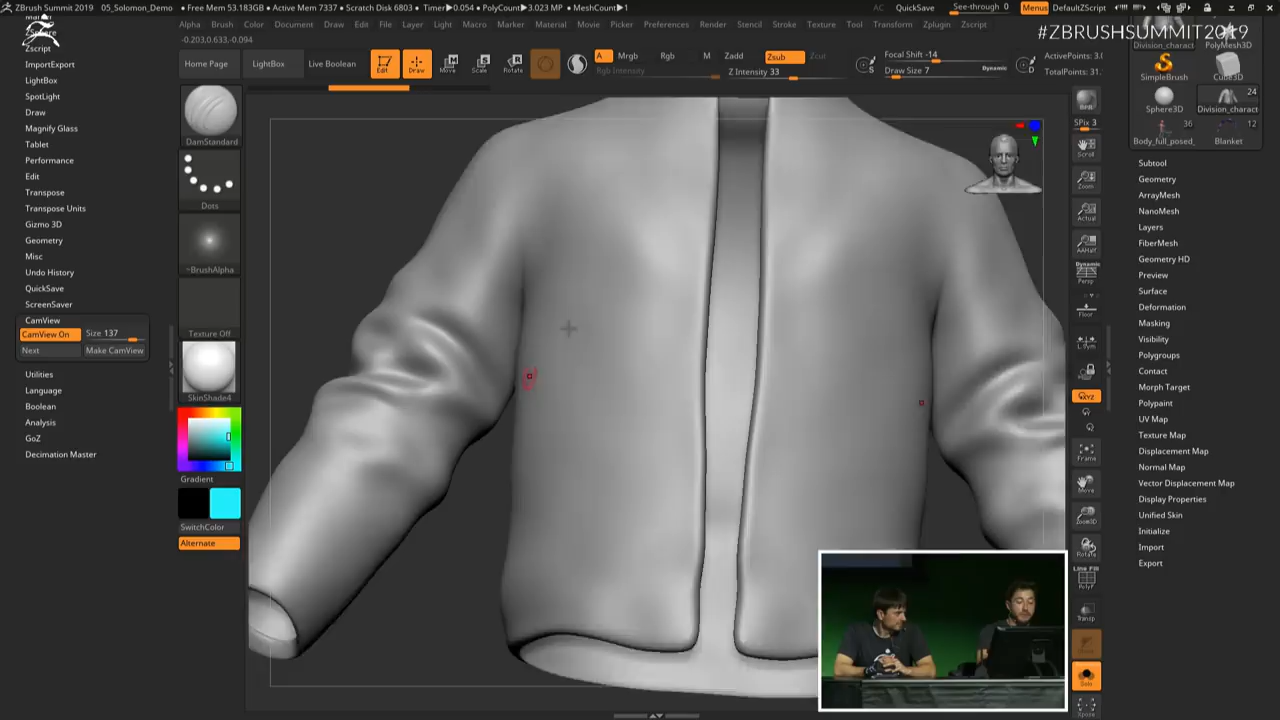 ZBrush Summit 2019 05_Solomon_Demo • Free Mem 53.183GB • Active Mem 7337 • Scratch Disk 6803 • Timer▶0.054 • PolyCount▶3.023 MP • MeshCount▶1 AC QuickSave See-through 0 Menus DefaultZScript
Alpha Brush Color Document Draw Edit File Layer Light Macro Marker Material Movie Picker Preferences Render Stencil Stroke Texture Tool Transform Zplugin Zscript
#ZBRUSHSUMMIT2019
-0.203,0.633,-0.094
Home Page LightBox Live Boolean Edit Draw Move Scale Rotate A Mrgb Rgb M Zadd Zsub Zcut
Rgb Intensity Z Intensity 33
Focal Shift -14
Draw Size 7 Dynamic
S
D
ActivePoints: 3.
TotalPoints: 31.
Zscript
ImportExport
LightBox
SpotLight
Draw
Magnify Glass
Tablet
Performance
Edit
Transpose
Transpose Units
Gizmo 3D
Geometry
Misc
Undo History
QuickSave
ScreenSaver
CamView
CamView On Size 137
Next Make CamView
Utilities
Language
Boolean
Analysis
GoZ
Decimation Master
DamStandard
Dots
~BrushAlpha
Texture Off
SkinShade4
Gradient
SwitchColor
Alternate
BPR
SPix 3
Scroll
Zoom
Actual
AAHalf
Dynamic
Persp
Floor
L.Sym
XYZ
Frame
Move
Zoom3D
Rotate
Line Fill
PolyF
Transp
Solo
Xpose
Division_charact PolyMesh3D
SimpleBrush Cube3D
24
Sphere3D Division_charact
36 12
Body_full_posed_ Blanket
Subtool
Geometry
ArrayMesh
NanoMesh
Layers
FiberMesh
Geometry HD
Preview
Surface
Deformation
Masking
Visibility
Polygroups
Contact
Morph Target
Polypaint
UV Map
Texture Map
Displacement Map
Normal Map
Vector Displacement Map
Display Properties
Unified Skin
Initialize
Import
Export